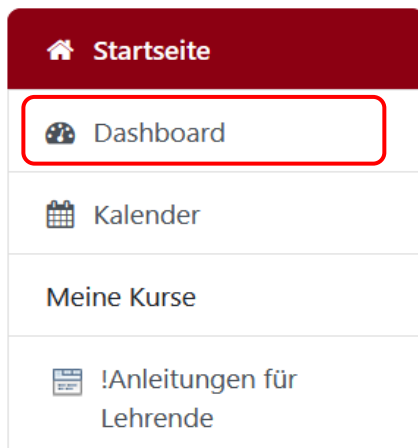 Startseite
Dashboard
Kalender
Meine Kurse
!Anleitungen für
Lehrende